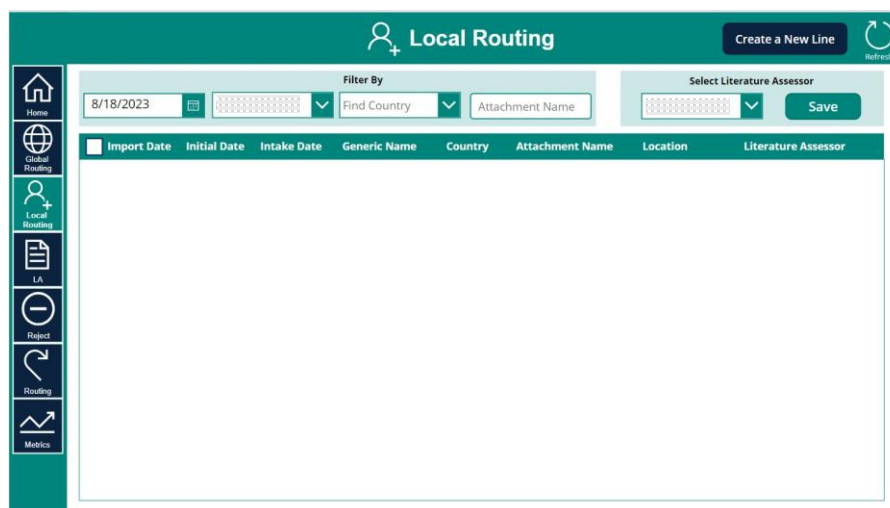 Local Routing
Create a New Line
Refresh
Home
Global
Routing
Local
Routing
LA
Reject
Routing
Metrics
Filter By
8/18/2023
Find Country
Attachment Name
Select Literature Assessor
Save
Import Date Initial Date Intake Date Generic Name Country Attachment Name Location Literature Assessor